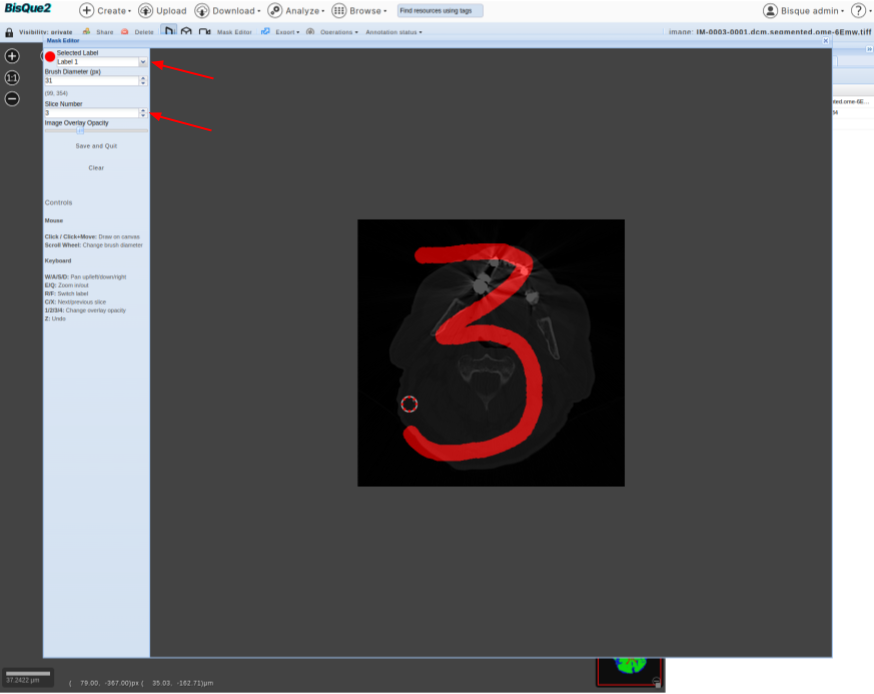 BisQue2
Create Upload Download Analyze Browse Find resources using tags Bisque admin ?
Visibility: private Share Delete Mask Editor Export Operations Annotation status image: IM-0003-0001.dcm.segmented.ome-6Emw.tiff
Mask Editor
Selected Label
Label 1
Brush Diameter (px)
31
(90, 354)
Slice Number
3
Image Overlay Opacity
Save and Quit
Clear
Controls
Mouse
Click / Click+Move: Draw on canvas
Scroll Wheel: Change brush diameter
Keyboard
W/A/S/D: Pan up/left/down/right
E/Q: Zoom in/out
R/F: Switch label
C/X: Next/previous slice
1/2/3/4: Change overlay opacity
Z: Undo
1:1
3
37.2422 μm
( 79.00, -367.00)px ( 35.03, -162.71)μm